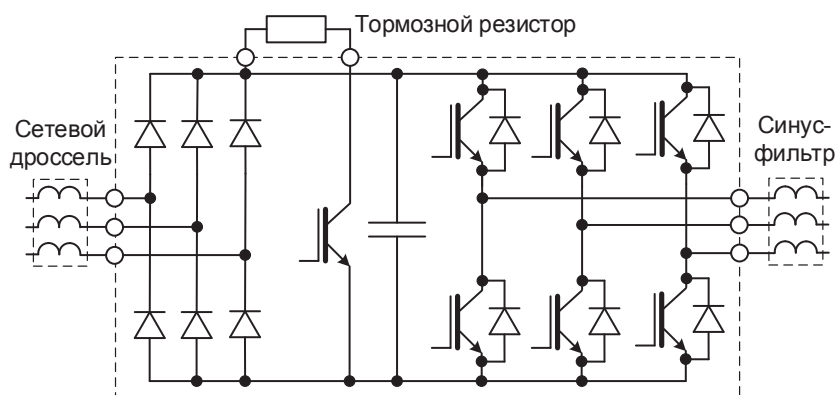 Тормозной резистор
Сетевой
дроссель
Синус-
фильтр